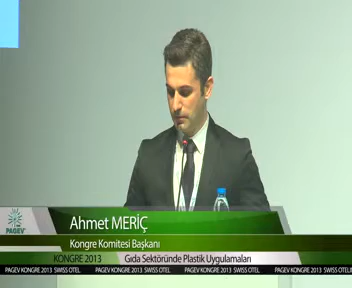 Ahmet MERİÇ
PAGEV
Kongre Komitesi Başkanı
KONGRE 2013 Gıda Sektöründe Plastik Uygulamaları
PAGEV KONGRE 2013 SWISS OTEL PAGEV KONGRE 2013 SWISS OTEL PAGEV KONGRE 2013 SWISS OTEL PAGEV KONGRE 2013 SWISS OTEL